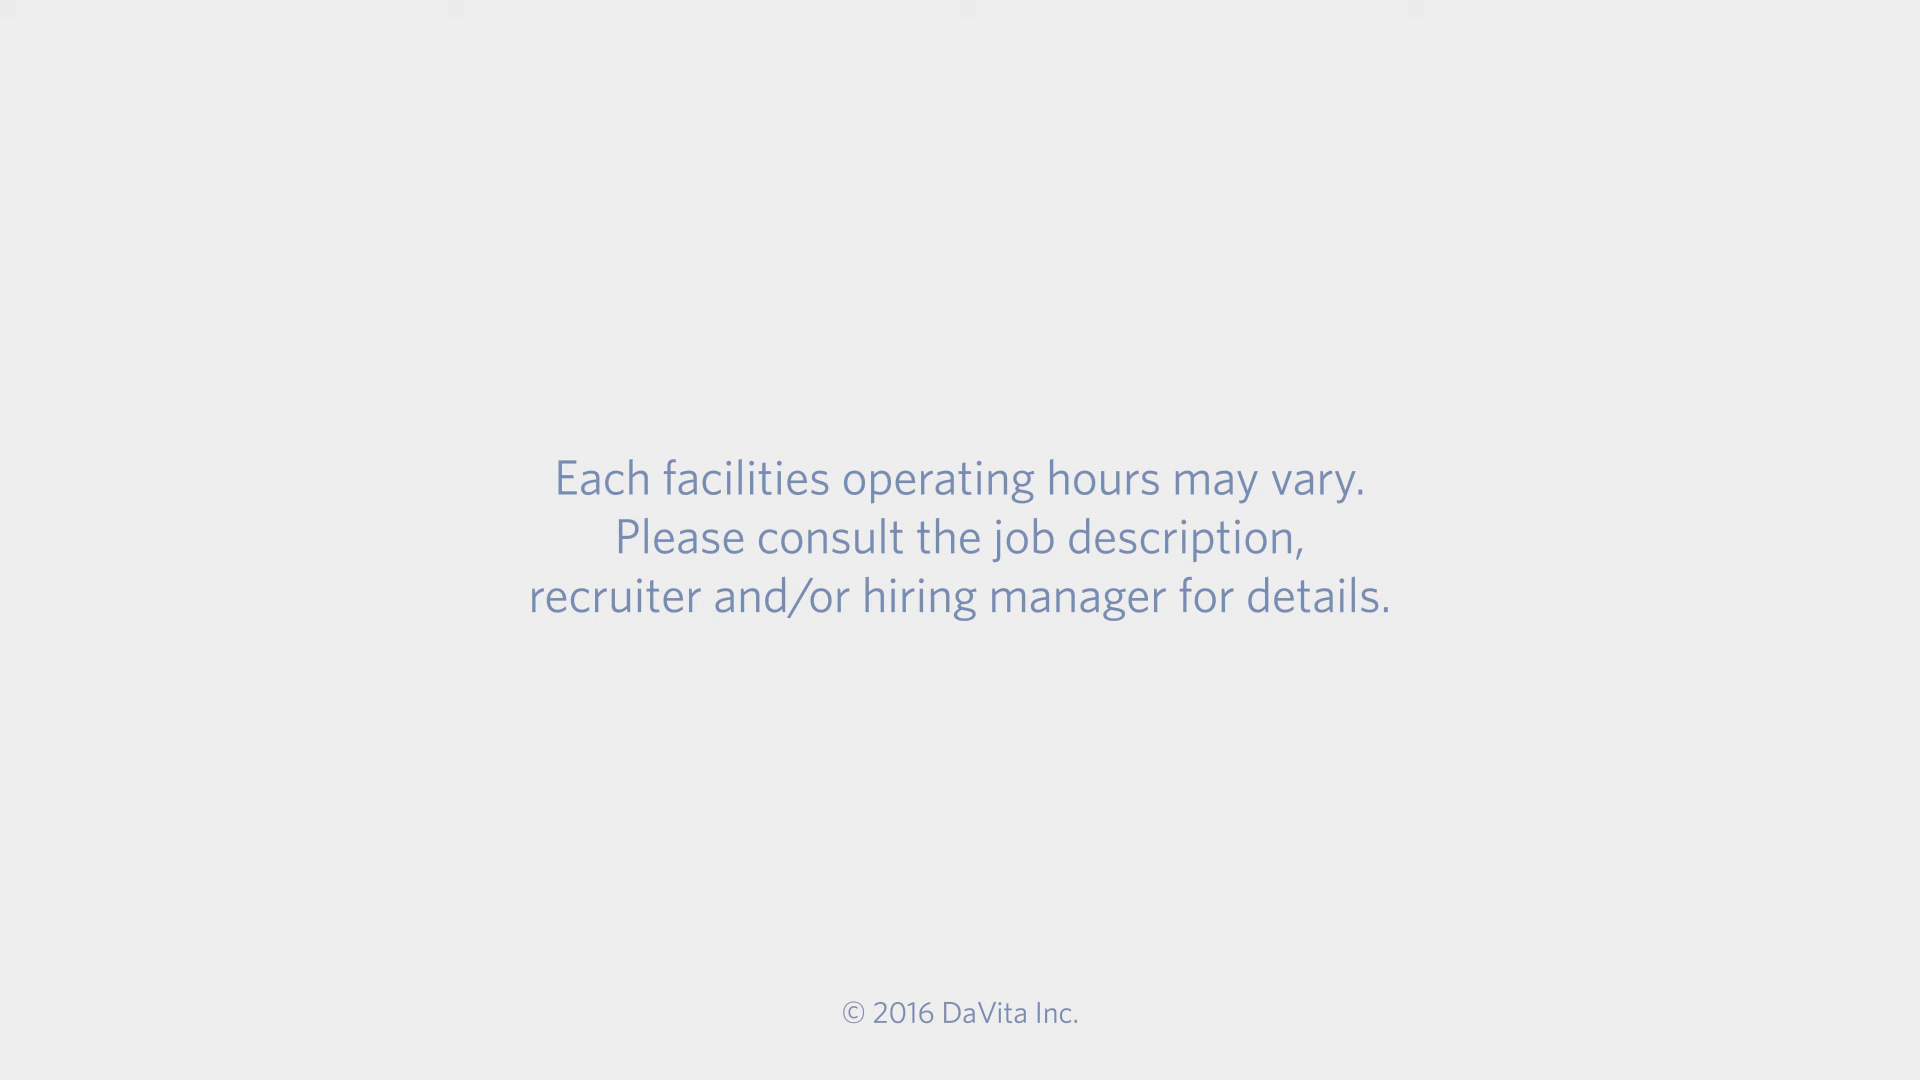 Each facilities operating hours may vary.
Please consult the job description,
recruiter and/or hiring manager for details.
© 2016 DaVita Inc.